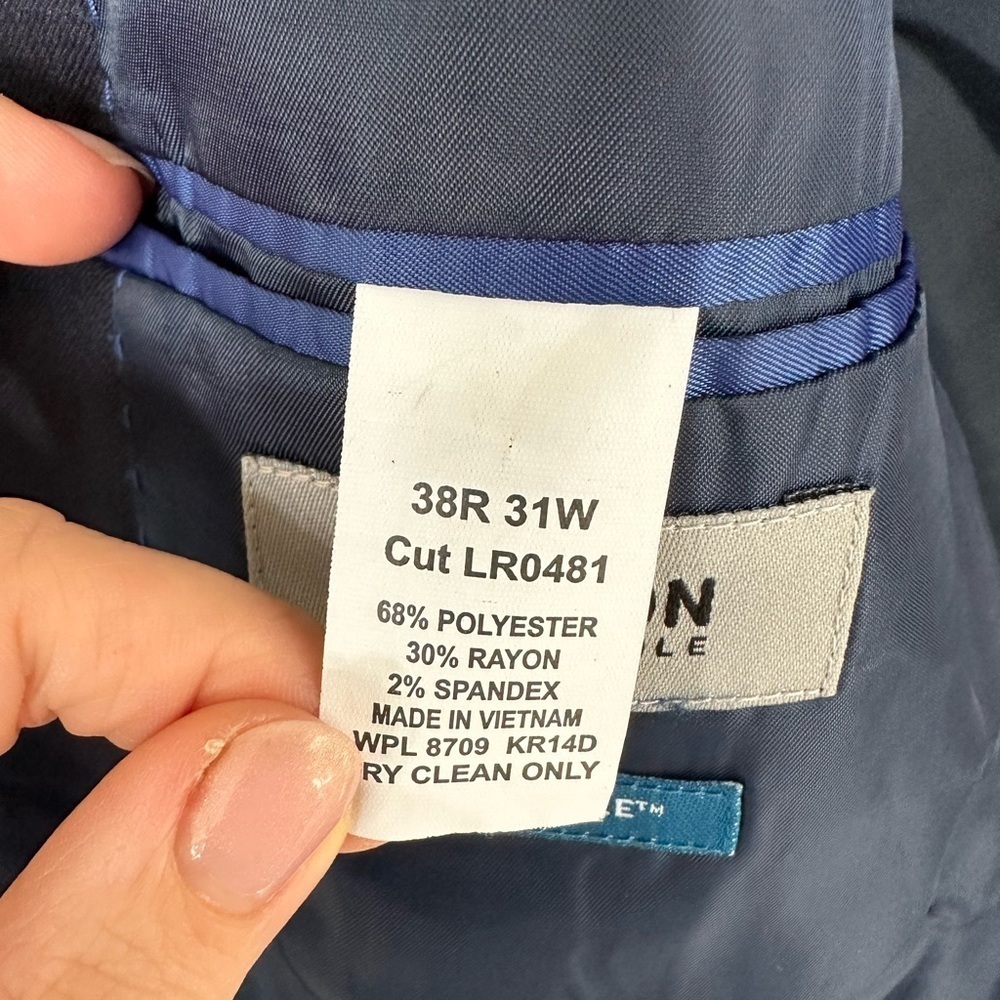 38R 31W
Cut LR0481
68% POLYESTER
30% RAYON
2% SPANDEX
MADE IN VIETNAM
WPL 8709 KR14D
RY CLEAN ONLY
ON
LE
E™